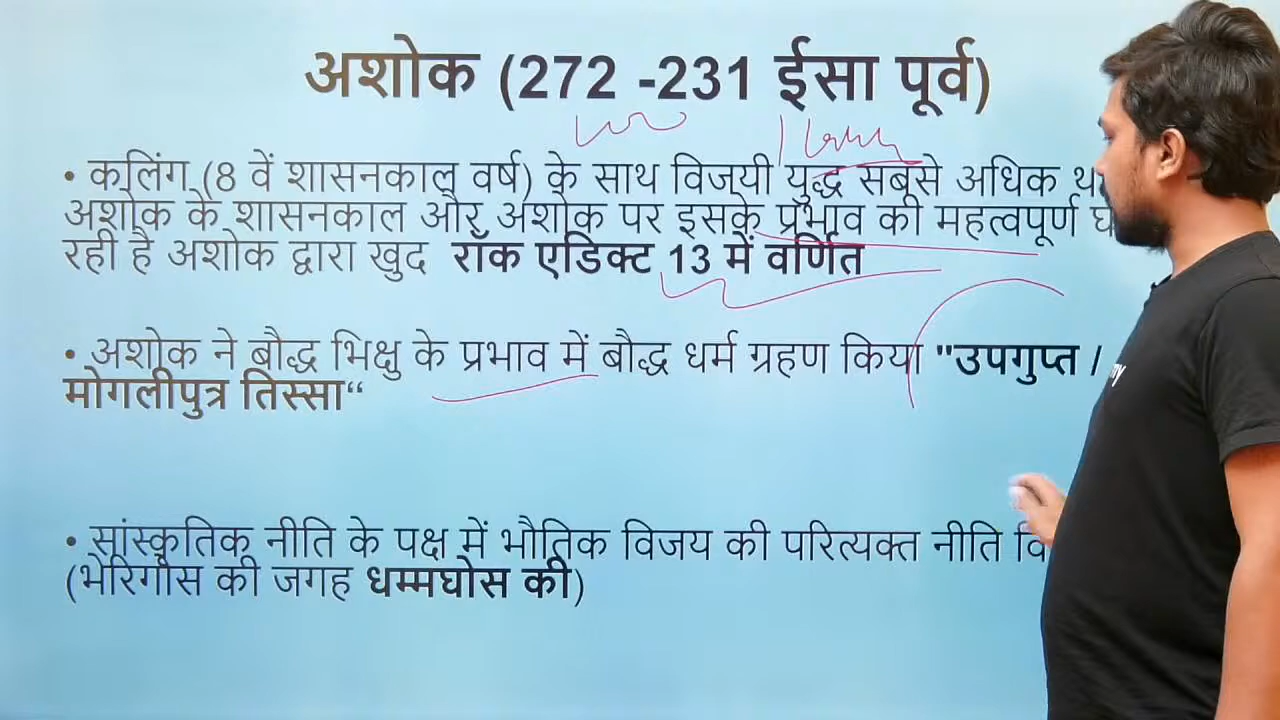 अशोक (272 -231 ईसा पूर्व)
• कलिंग (8 वें शासनकाल वर्ष) के साथ विजयी युद्ध सबसे अधिक
अशोक के शासनकाल और अशोक पर इसके प्रभाव की महत्वपूर्ण
रही है अशोक द्वारा खुद रॉक एडिक्ट 13 में वर्णित
• अशोक ने बौद्ध भिक्षु के प्रभाव में बौद्ध धर्म ग्रहण किया "उपगुप्त /
मोगलीपुत्र तिस्सा“
• सांस्कृतिक नीति के पक्ष में भौतिक विजय की परित्यक्त नीति
(भेरिगोस की जगह धम्मघोस की)